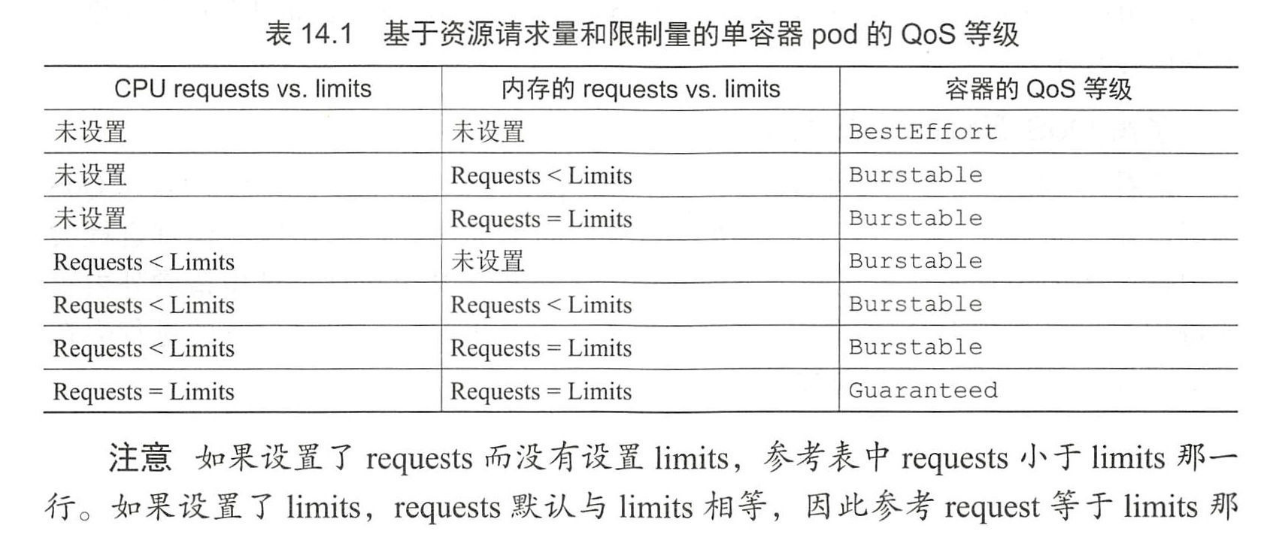 表 14.1 基于资源请求量和限制量的单容器 pod 的 QoS 等级
CPU requests vs. limits 内存的 requests vs. limits 容器的 QoS 等级
未设置 未设置 BestEffort
未设置 Requests < Limits Burstable
未设置 Requests = Limits Burstable
Requests < Limits 未设置 Burstable
Requests < Limits Requests < Limits Burstable
Requests < Limits Requests = Limits Burstable
Requests = Limits Requests = Limits Guaranteed
注意 如果设置了 requests 而没有设置 limits，参考表中 requests 小于 limits 那一
行。如果设置了 limits，requests 默认与 limits 相等，因此参考 request 等于 limits 那